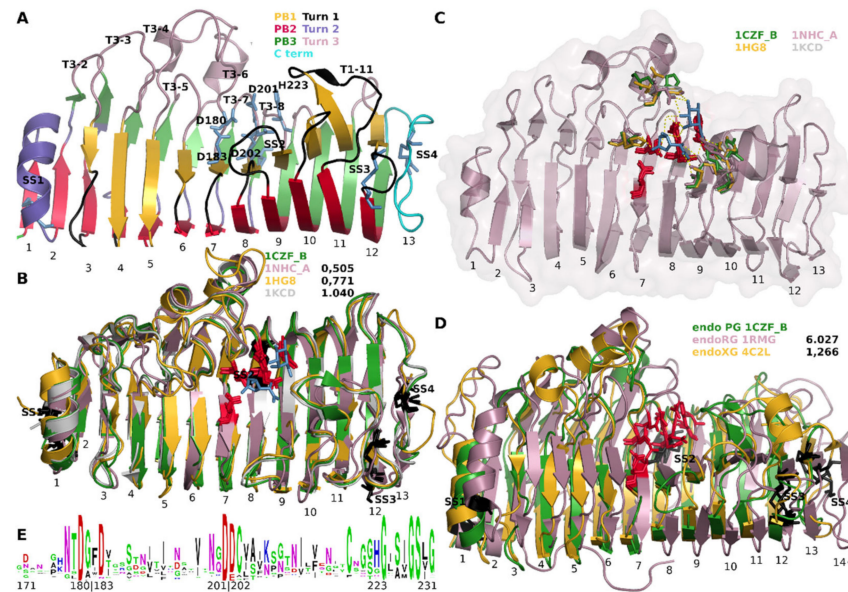 A
T3-2
T3-3
T3-4
T3-5
T3-6
T3-7
T3-8
D201
H223
T1-11
D180
D183
D202
SS1
SS2
SS3
SS4
PB1 Turn 1
PB2 Turn 2
PB3 Turn 3
C term
1 2 3 4 5 6 7 8 9 10 11 12 13
B
1CZF_B
1NHC_A 0,505
1HG8 0,771
1KCD 1.040
SS4
SS3
1 2 3 4 5 6 7 8 9 10 11 12 13
C
1CZF_B 1NHC_A
1HG8 1KCD
1 2 3 4 5 6 7 8 9 10 11 12 13
D
endo PG 1CZF_B
endoRG 1RMG 6.027
endoXG 4C2L 1,266
SS1
SS2
SS3
SS4
1 2 3 4 5 6 7 8 9 10 11 12 13 14
E
171 180|183 201|202 223 231